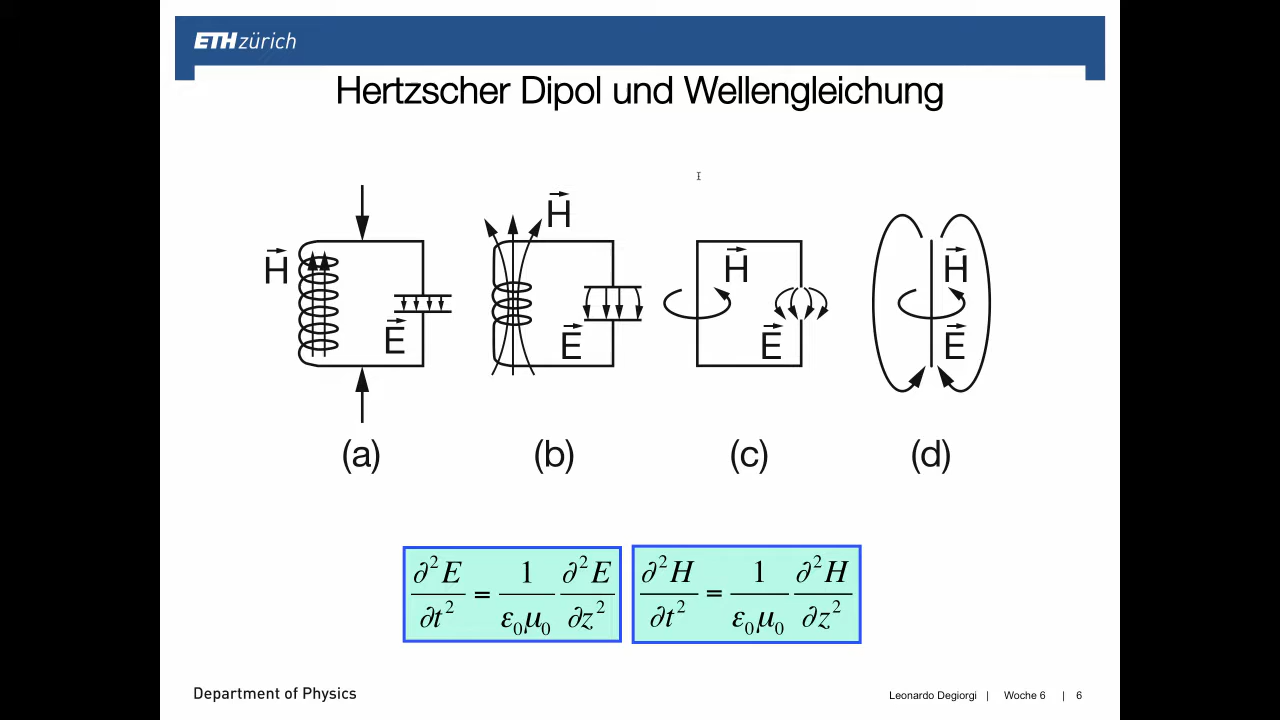 ETH zürich
Hertzscher Dipol und Wellengleichung
H⃗ E⃗
H⃗ E⃗
H⃗ E⃗
H⃗ E⃗
(a) (b) (c) (d)
∂²E/∂t² = 1/(ε₀μ₀) ∂²E/∂z²
∂²H/∂t² = 1/(ε₀μ₀) ∂²H/∂z²
Department of Physics
Leonardo Degiorgi | Woche 6 | 6